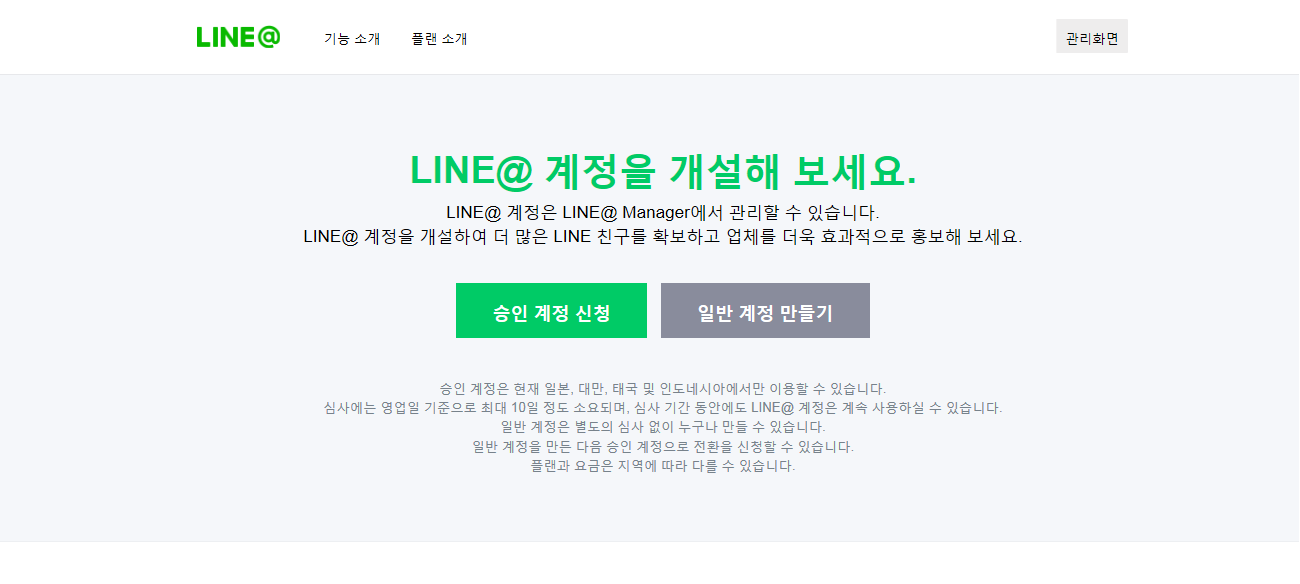 LINE@ 기능 소개 플랜 소개 관리화면
LINE@ 계정을 개설해 보세요.
LINE@ 계정은 LINE@ Manager에서 관리할 수 있습니다.
LINE@ 계정을 개설하여 더 많은 LINE 친구를 확보하고 업체를 더욱 효과적으로 홍보해 보세요.
승인 계정 신청 일반 계정 만들기
승인 계정은 현재 일본, 대만, 태국 및 인도네시아에서만 이용할 수 있습니다.
심사에는 영업일 기준으로 최대 10일 정도 소요되며, 심사 기간 동안에도 LINE@ 계정은 계속 사용하실 수 있습니다.
일반 계정은 별도의 심사 없이 누구나 만들 수 있습니다.
일반 계정을 만든 다음 승인 계정으로 전환을 신청할 수 있습니다.
플랜과 요금은 지역에 따라 다를 수 있습니다.